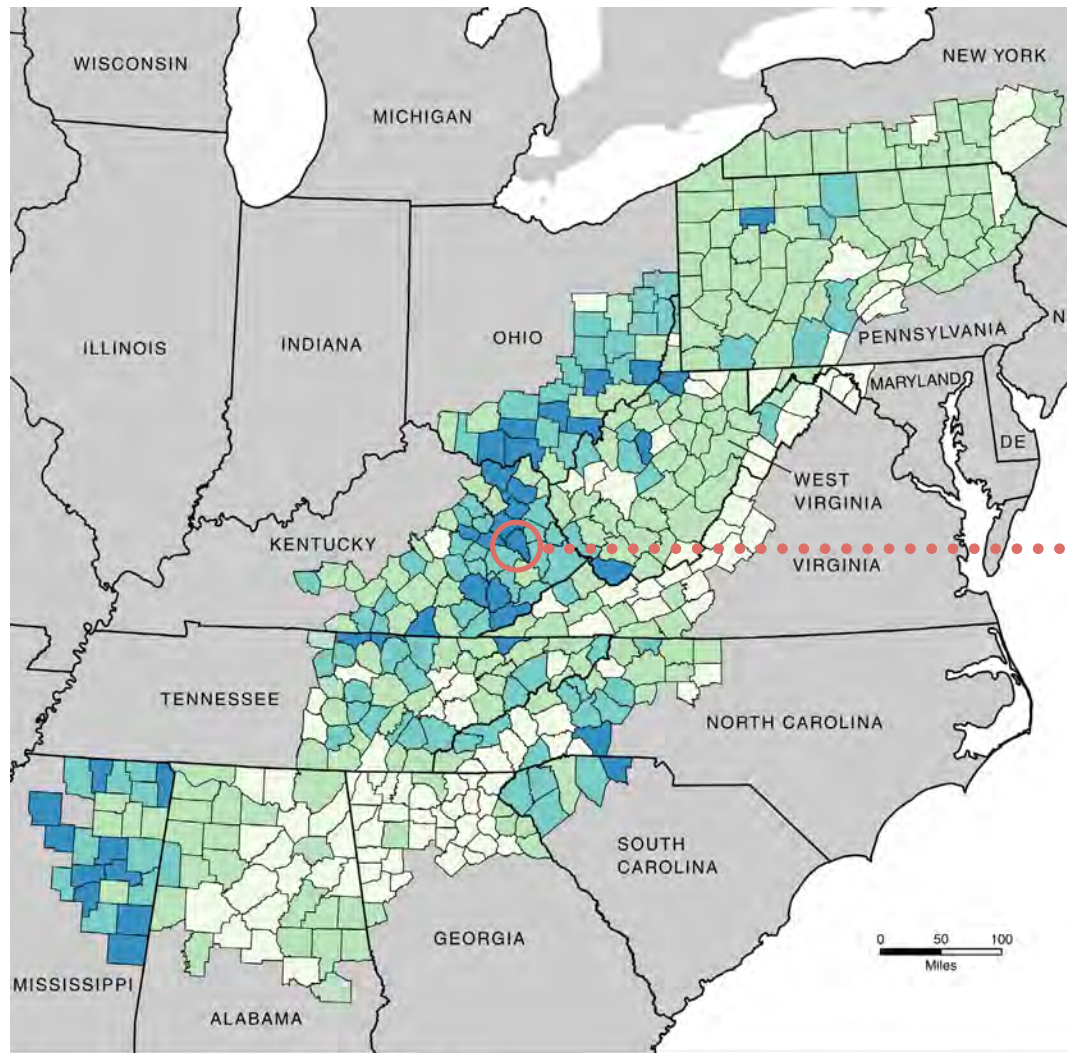 NEW YORK
WISCONSIN
MICHIGAN
PENNSYLVANIA
N
OHIO
ILLINOIS
INDIANA
MARYLAND
DE
WEST
VIRGINIA
KENTUCKY
VIRGINIA
TENNESSEE
NORTH CAROLINA
SOUTH
CAROLINA
GEORGIA
0 50 100
Miles
MISSISSIPPI
ALABAMA